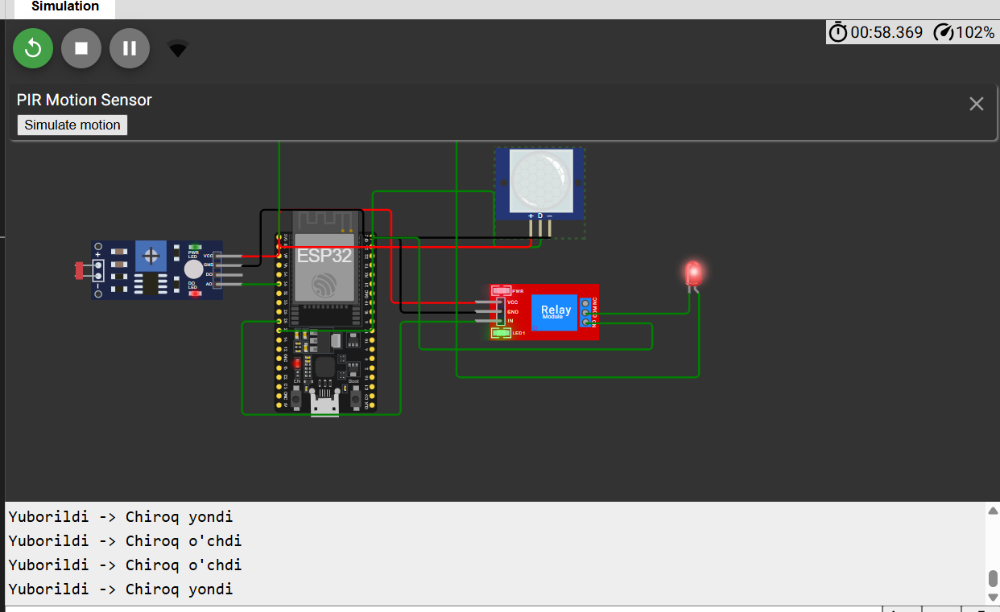 Simulation
00:58.369 102%
PIR Motion Sensor
Simulate motion
+ D −
ESP32
PWR
LED
VCC
GND
DO
AO
DO
LED
+
−
PWR
VCC
GND
IN
LED1
Relay
Module
NC
COM
NO
EN
Boot
Yuborildi -> Chiroq yondi
Yuborildi -> Chiroq o'chdi
Yuborildi -> Chiroq o'chdi
Yuborildi -> Chiroq yondi